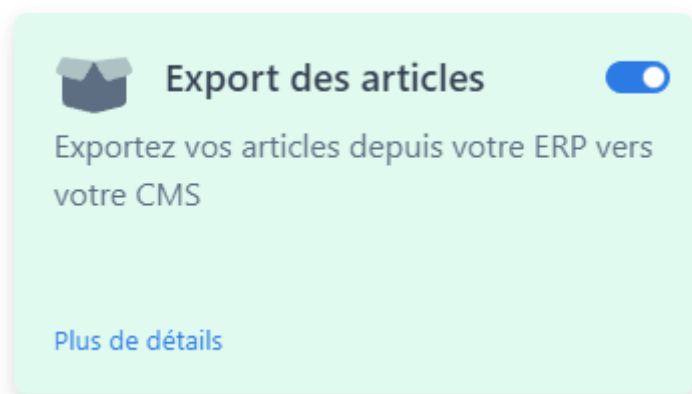 Export des articles
Exportez vos articles depuis votre ERP vers
votre CMS
Plus de détails